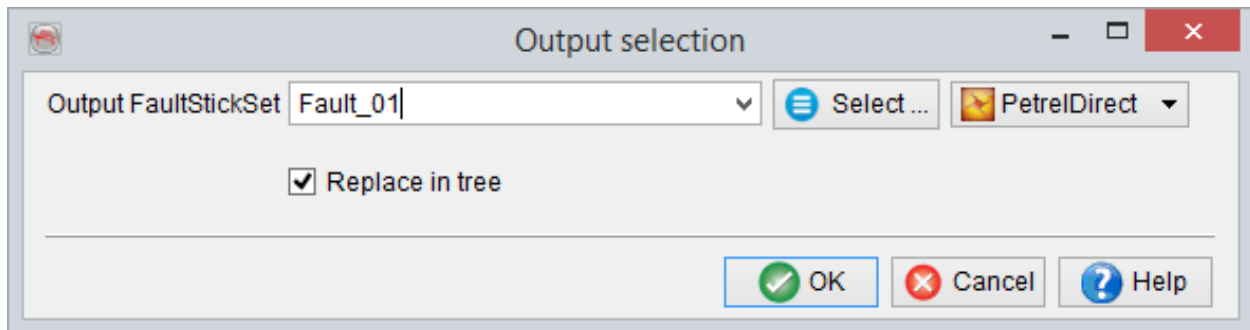 Output selection
Output FaultStickSet Fault_01 Select ... PetrelDirect
Replace in tree
OK Cancel Help